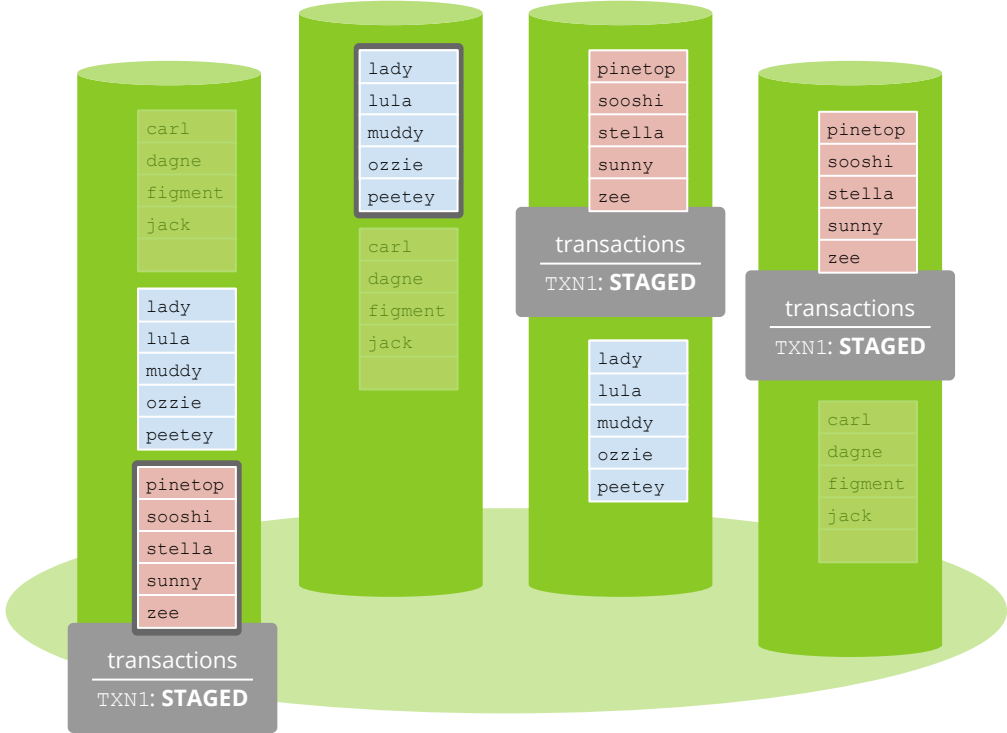 carl
dagne
figment
jack
lady
lula
muddy
ozzie
peetey
pinetop
sooshi
stella
sunny
zee
transactions
TXN1: STAGED
lady
lula
muddy
ozzie
peetey
carl
dagne
figment
jack
pinetop
sooshi
stella
sunny
zee
transactions
TXN1: STAGED
lady
lula
muddy
ozzie
peetey
pinetop
sooshi
stella
sunny
zee
transactions
TXN1: STAGED
carl
dagne
figment
jack